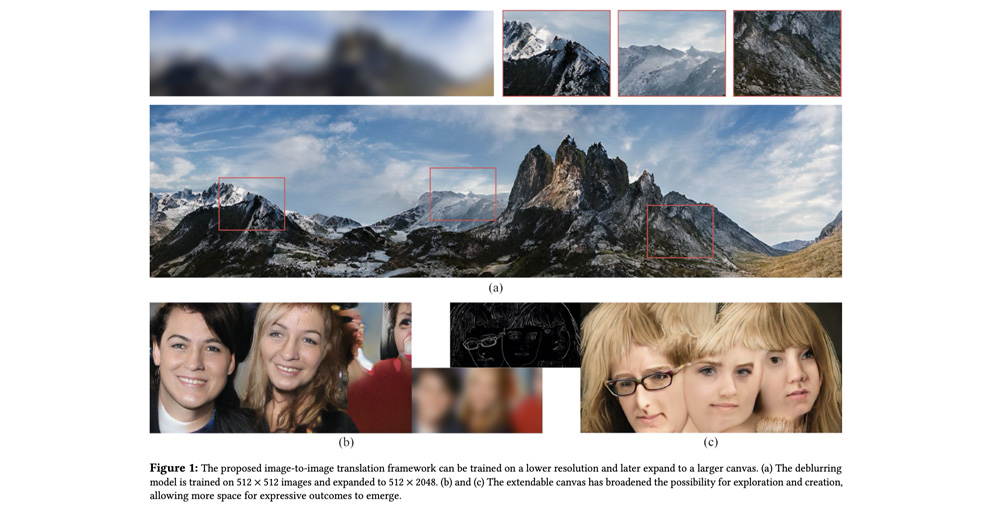 (a)
(b)
(c)
Figure 1: The proposed image-to-image translation framework can be trained on a lower resolution and later expand to a larger canvas. (a) The deblurring
model is trained on 512 × 512 images and expanded to 512 × 2048. (b) and (c) The extendable canvas has broadened the possibility for exploration and creation,
allowing more space for expressive outcomes to emerge.